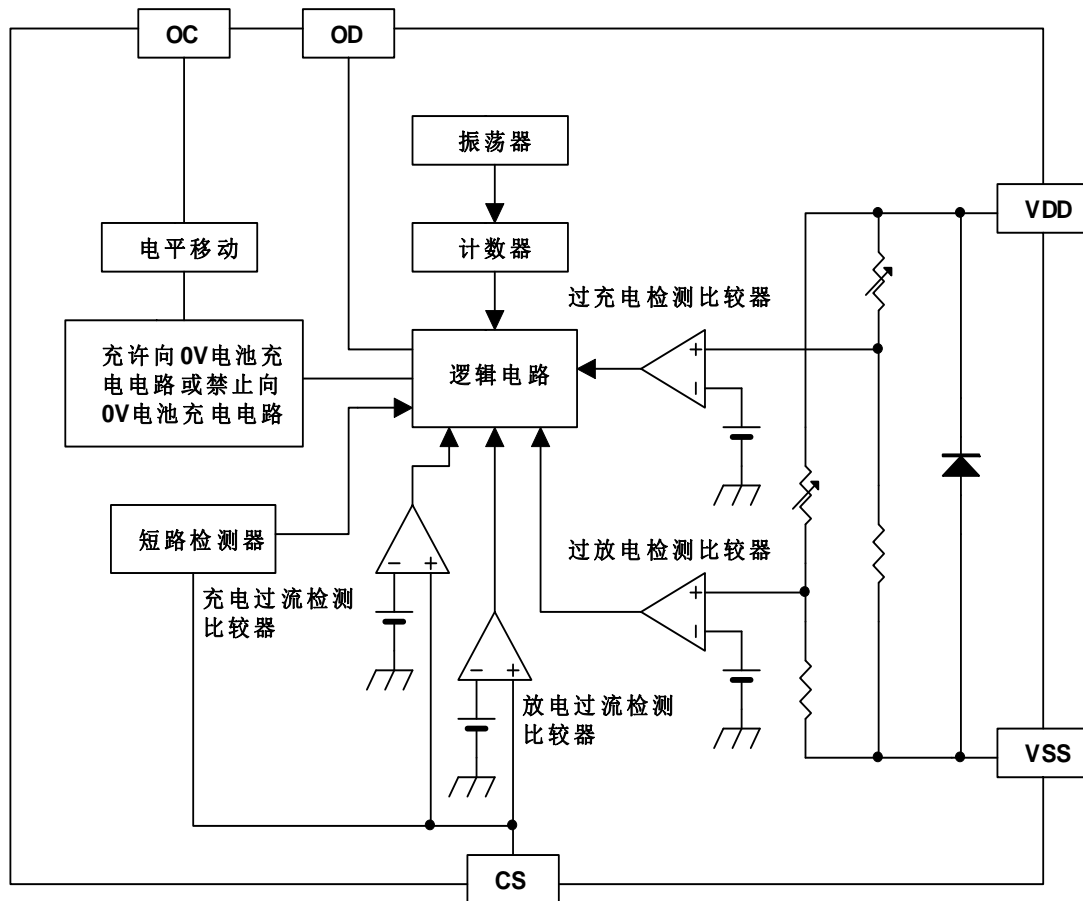 OC
OD
振荡器
VDD
电平移动
计数器
过充电检测比较器
充许向0V电池充
电电路或禁止向
0V电池充电电路
逻辑电路
+
-
短路检测器
过放电检测比较器
- +
+
-
充电过流检测
比较器
- +
放电过流检测
比较器
VSS
CS